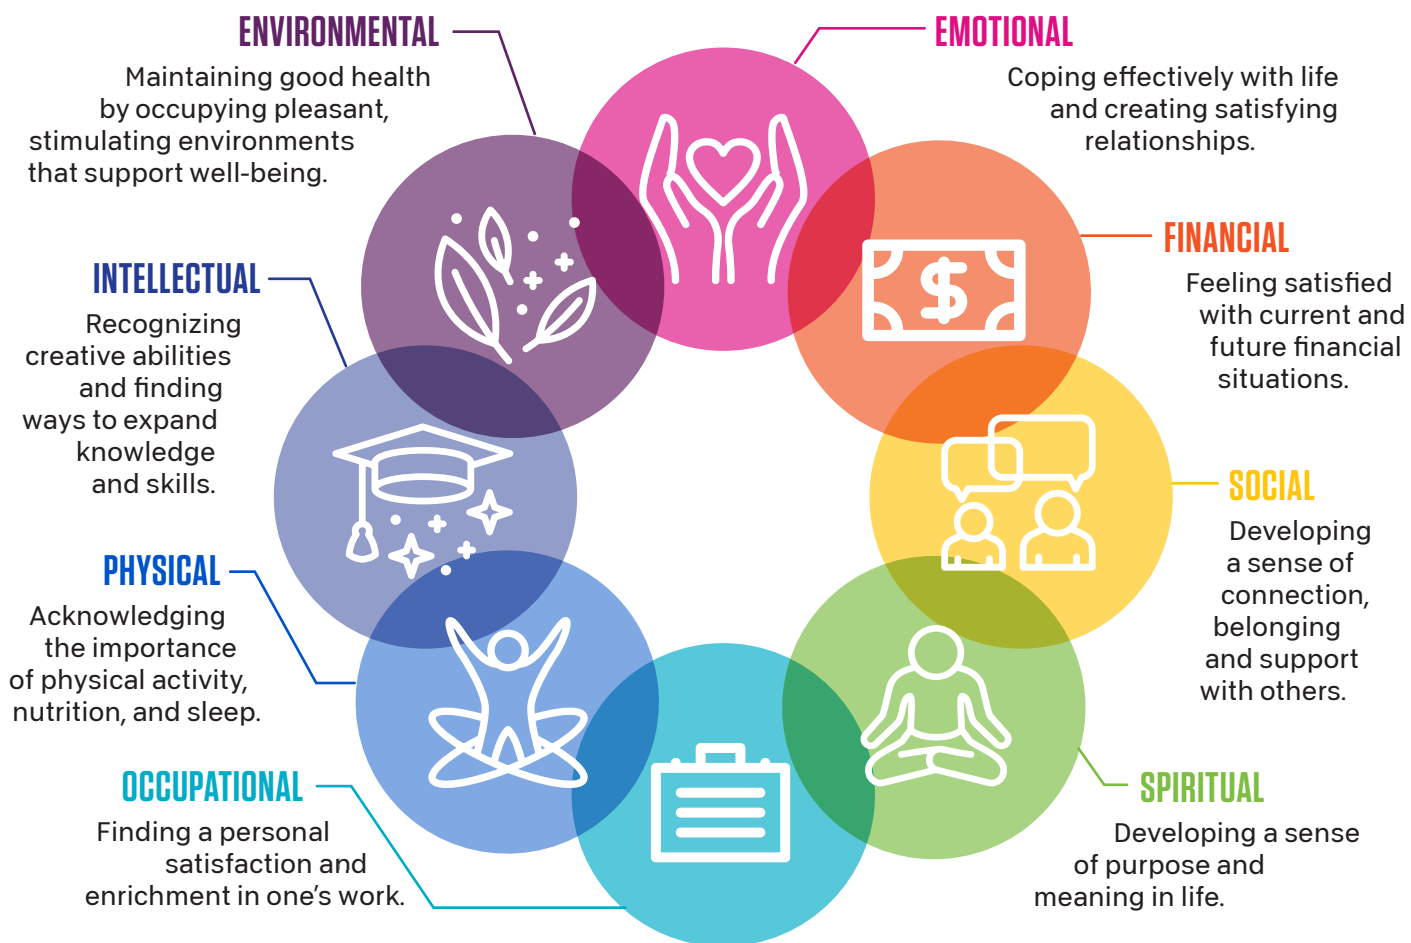 ENVIRONMENTAL
Maintaining good health
by occupying pleasant,
stimulating environments
that support well-being.
EMOTIONAL
Coping effectively with life
and creating satisfying
relationships.
FINANCIAL
Feeling satisfied
with current and
future financial
situations.
INTELLECTUAL
Recognizing
creative abilities
and finding
ways to expand
knowledge
and skills.
SOCIAL
Developing
a sense of
connection,
belonging
and support
with others.
PHYSICAL
Acknowledging
the importance
of physical activity,
nutrition, and sleep.
OCCUPATIONAL
Finding a personal
satisfaction and
enrichment in one’s work.
SPIRITUAL
Developing a sense
of purpose and
meaning in life.
$